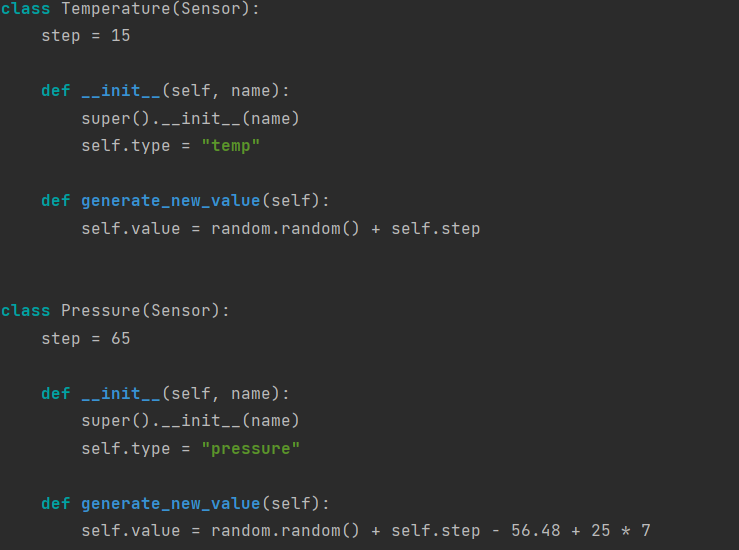 class Temperature(Sensor):
    step = 15
    def __init__(self, name):
        super().__init__(name)
        self.type = "temp"
    def generate_new_value(self):
        self.value = random.random() + self.step
class Pressure(Sensor):
    step = 65
    def __init__(self, name):
        super().__init__(name)
        self.type = "pressure"
    def generate_new_value(self):
        self.value = random.random() + self.step - 56.48 + 25 * 7